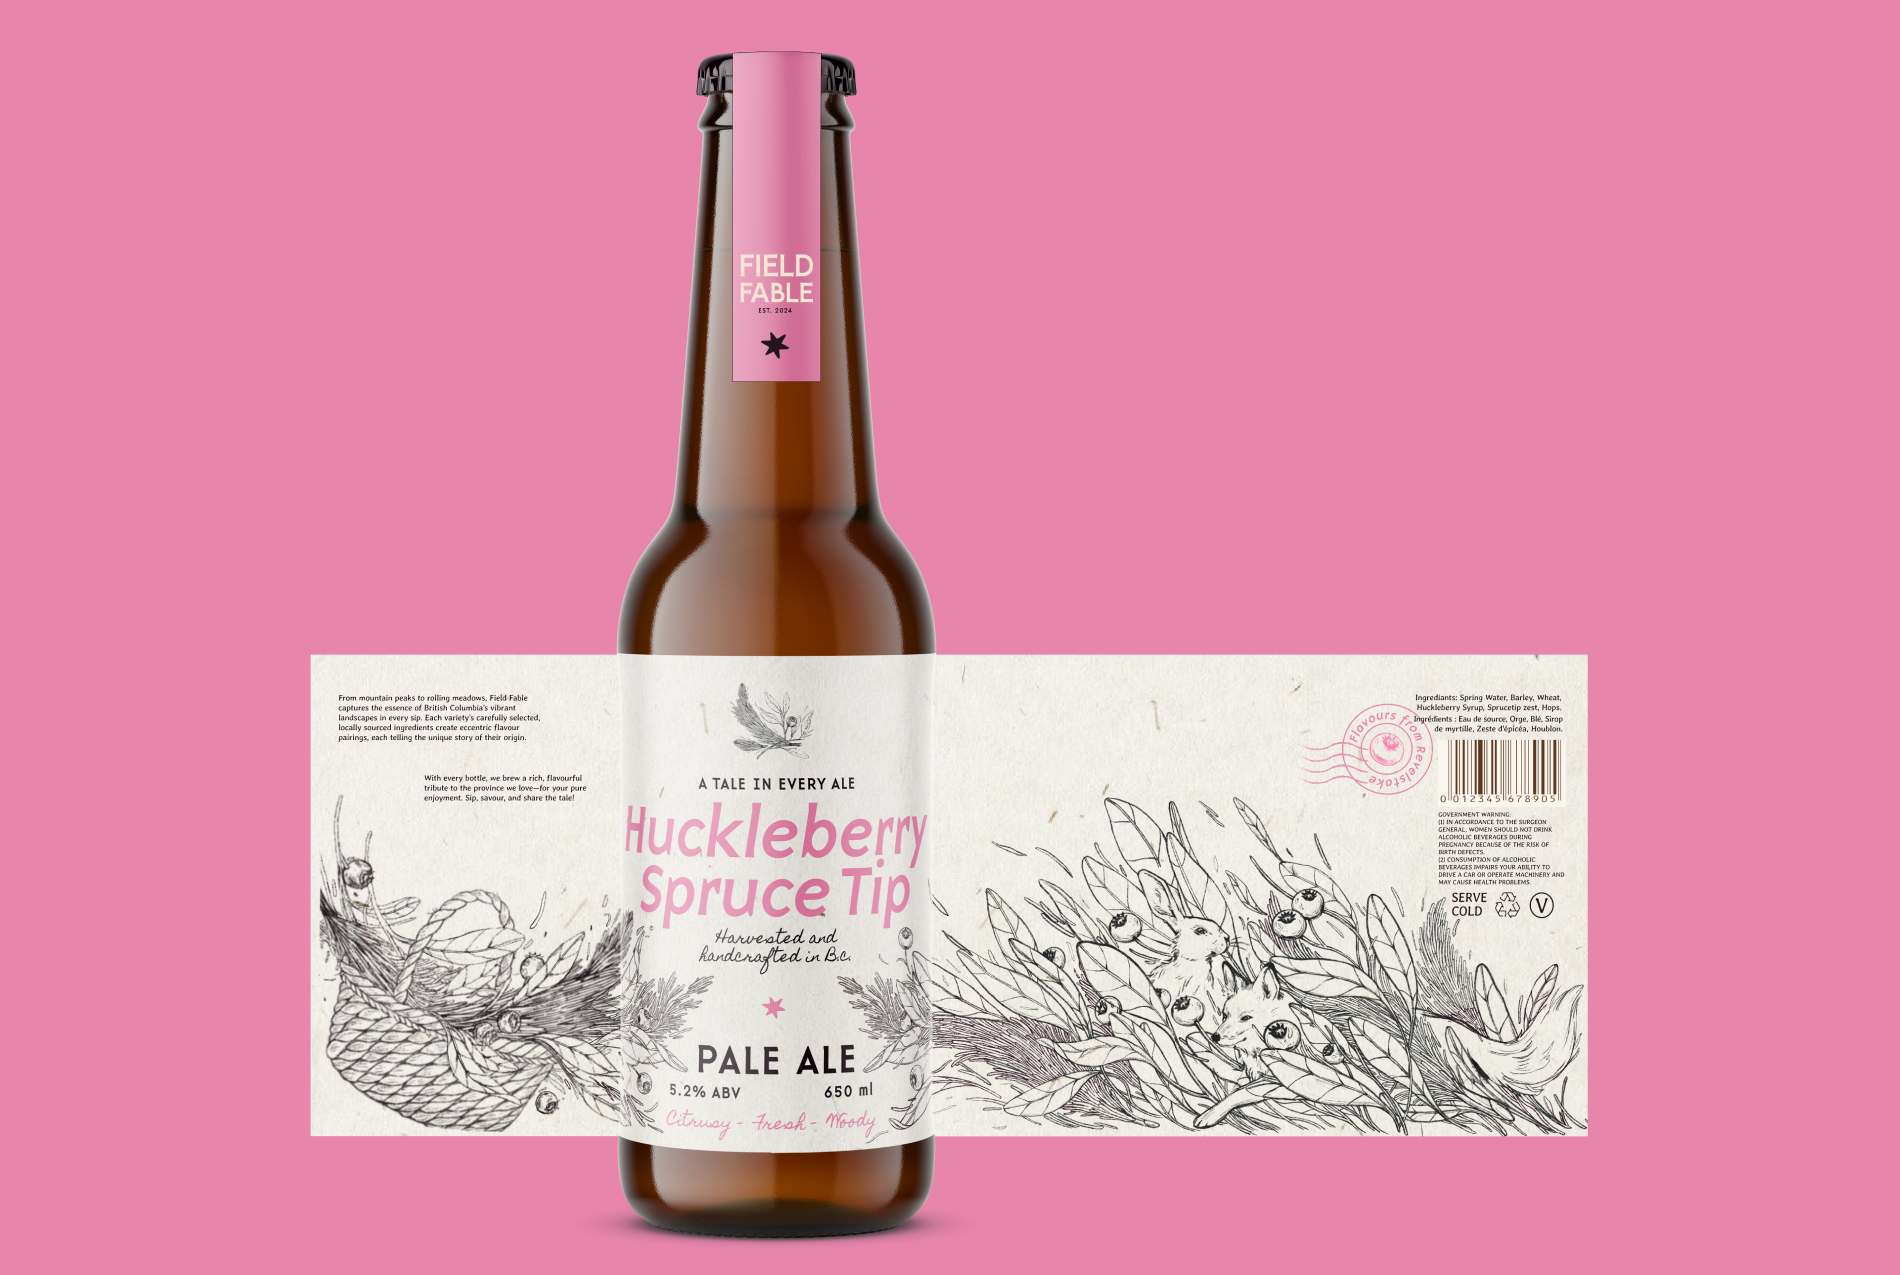 FIELD
FABLE
EST. 2024
From mountain peaks to rolling meadows, Field Fable
captures the essence of British Columbia's vibrant
landscapes in every sip. Each variety's carefully selected,
locally sourced ingredients create eccentric flavour
pairings, each telling the unique story of their origin.
With every bottle, we brew a rich, flavourful
tribute to the province we love—for your pure
enjoyment. Sip, savour, and share the tale!
A TALE IN EVERY ALE
Huckleberry
Spruce Tip
Harvested and
handcrafted in B.C.
PALE ALE
5.2% ABV 650 ml
Citrusy - Fresh - Woody
Flavours from Revelstoke
Ingrediants: Spring Water, Barley, Wheat,
Huckleberry Syrup, Sprucetip zest, Hops.
Ingrédients : Eau de source, Orge, Blé, Sirop
de myrtille, Zeste d'épicéa, Houblon.
0 012345 678905
GOVERNMENT WARNING:
(1) IN ACCORDANCE TO THE SURGEON
GENERAL, WOMEN SHOULD NOT DRINK
ALCOHOLIC BEVERAGES DURING
PREGNANCY BECAUSE OF THE RISK OF
BIRTH DEFECTS.
(2) CONSUMPTION OF ALCOHOLIC
BEVERAGES IMPAIRS YOUR ABILITY TO
DRIVE A CAR OR OPERATE MACHINERY AND
MAY CAUSE HEALTH PROBLEMS.
SERVE
COLD
V